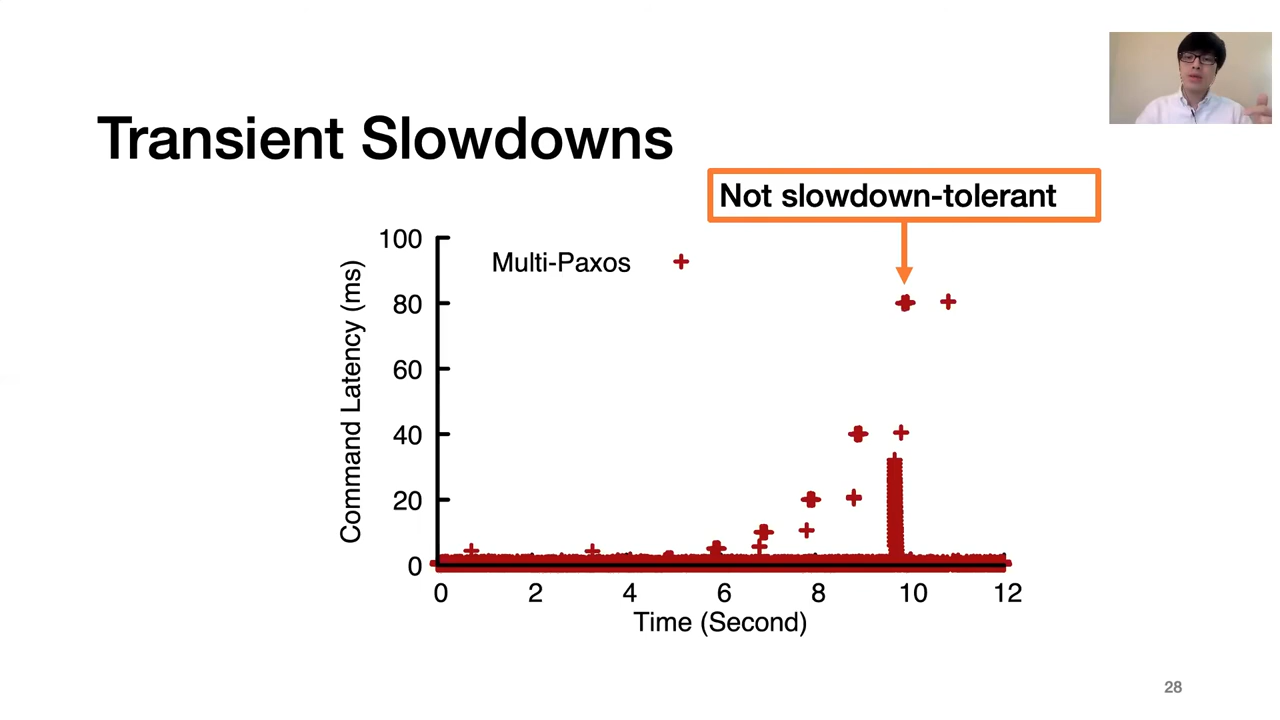 Transient Slowdowns
Not slowdown-tolerant
Multi-Paxos
Command Latency (ms)
100
80
60
40
20
0
0 2 4 6 8 10 12
Time (Second)
28